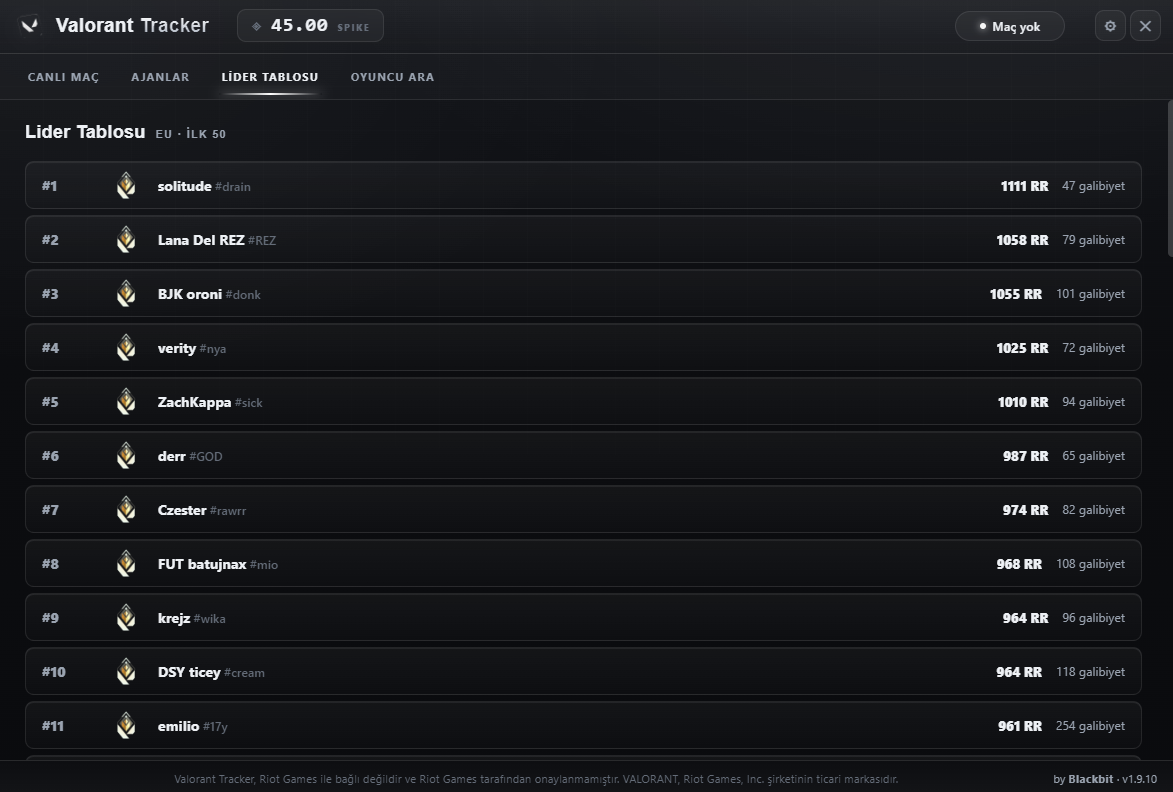 Valorant Tracker 45.00 SPIKE Maç yok
CANLI MAÇ AJANLAR LİDER TABLOSU OYUNCU ARA
Lider Tablosu EU · İLK 50
#1 solitude #drain 1111 RR 47 galibiyet
#2 Lana Del REZ #REZ 1058 RR 79 galibiyet
#3 BJK oroni #donk 1055 RR 101 galibiyet
#4 verity #nya 1025 RR 72 galibiyet
#5 ZachKappa #sick 1010 RR 94 galibiyet
#6 derr #GOD 987 RR 65 galibiyet
#7 Czester #rawrr 974 RR 82 galibiyet
#8 FUT batujnax #mio 968 RR 108 galibiyet
#9 krejz #wika 964 RR 96 galibiyet
#10 DSY ticey #cream 964 RR 118 galibiyet
#11 emilio #17y 961 RR 254 galibiyet
Valorant Tracker, Riot Games ile bağlı değildir ve Riot Games tarafından onaylanmamıştır. VALORANT, Riot Games, Inc. şirketinin ticari markasıdır. by Blackbit · v1.9.10